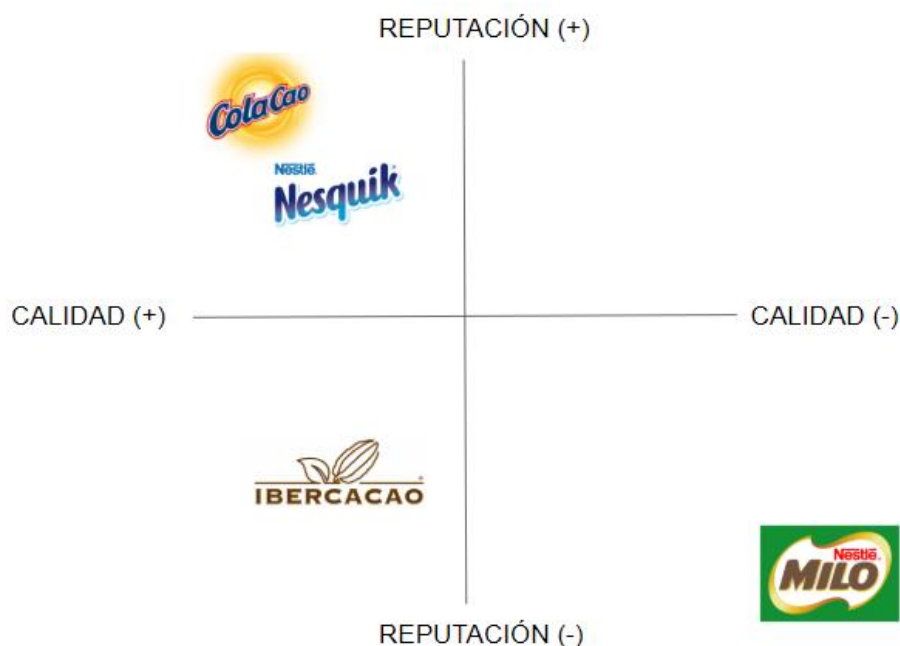 REPUTACIÓN (+)
ColaCao
Nestlé
Nesquik
CALIDAD (+)
CALIDAD (-)
IBERCACAO
Nestlé
MILO
REPUTACIÓN (-)